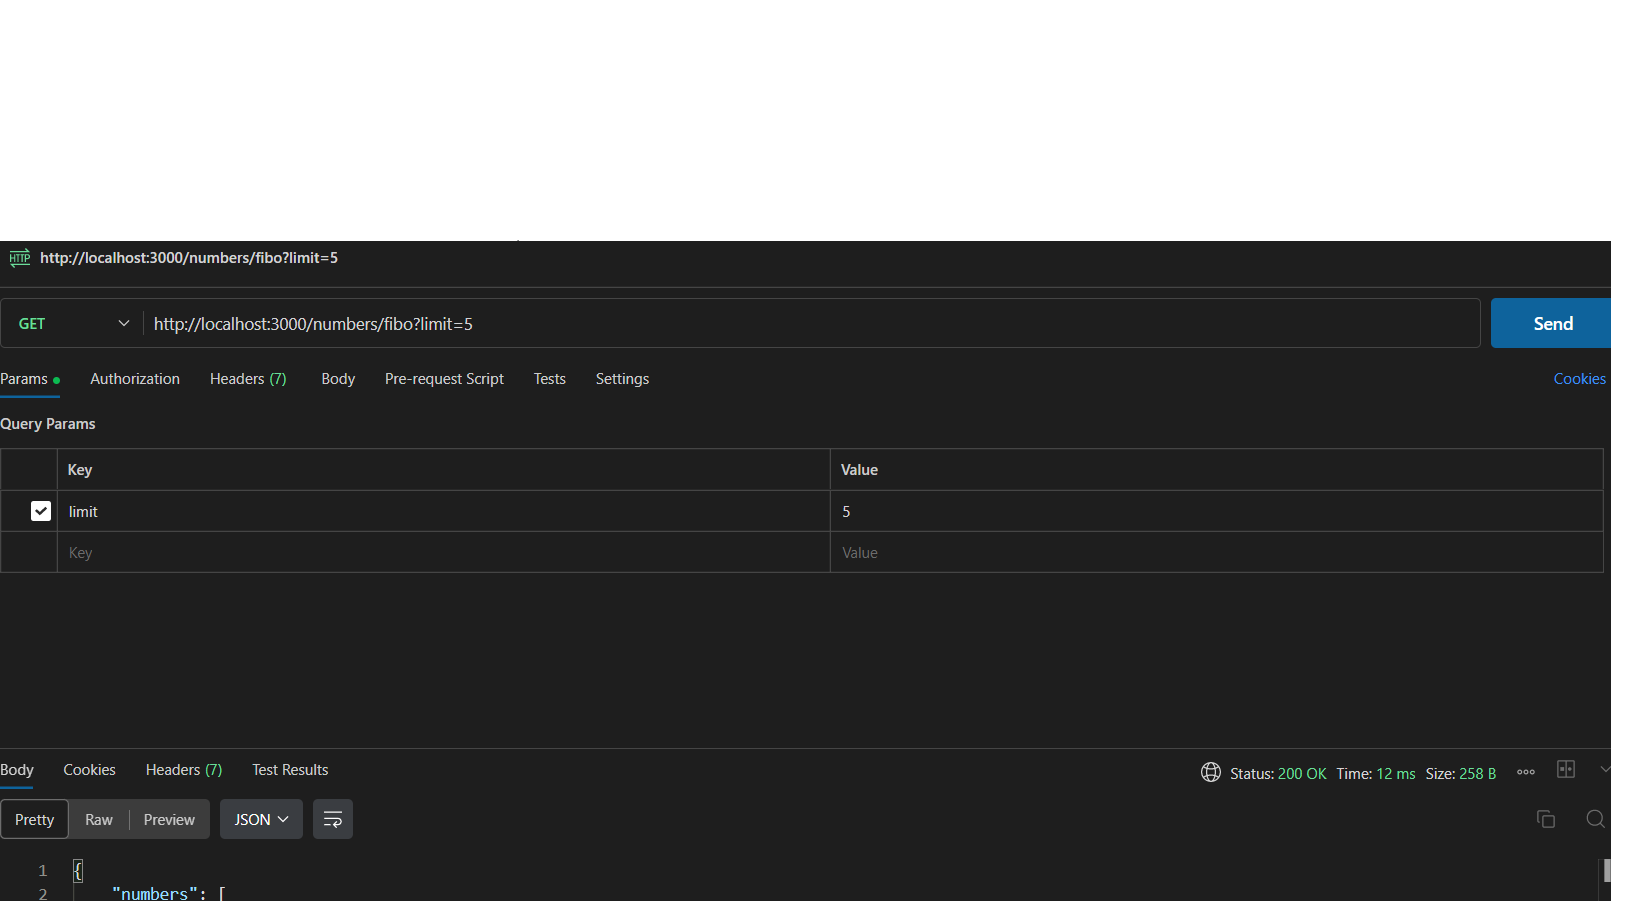 HTTP http://localhost:3000/numbers/fibo?limit=5
GET http://localhost:3000/numbers/fibo?limit=5 Send
Params Authorization Headers (7) Body Pre-request Script Tests Settings Cookies
Query Params
Key Value
limit 5
Key Value
Body Cookies Headers (7) Test Results Status: 200 OK Time: 12 ms Size: 258 B
Pretty Raw Preview JSON
1 {
2 "numbers": [